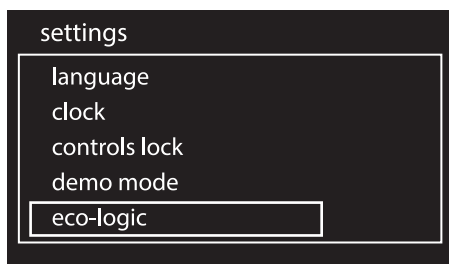 settings
language
clock
controls lock
demo mode
eco-logic